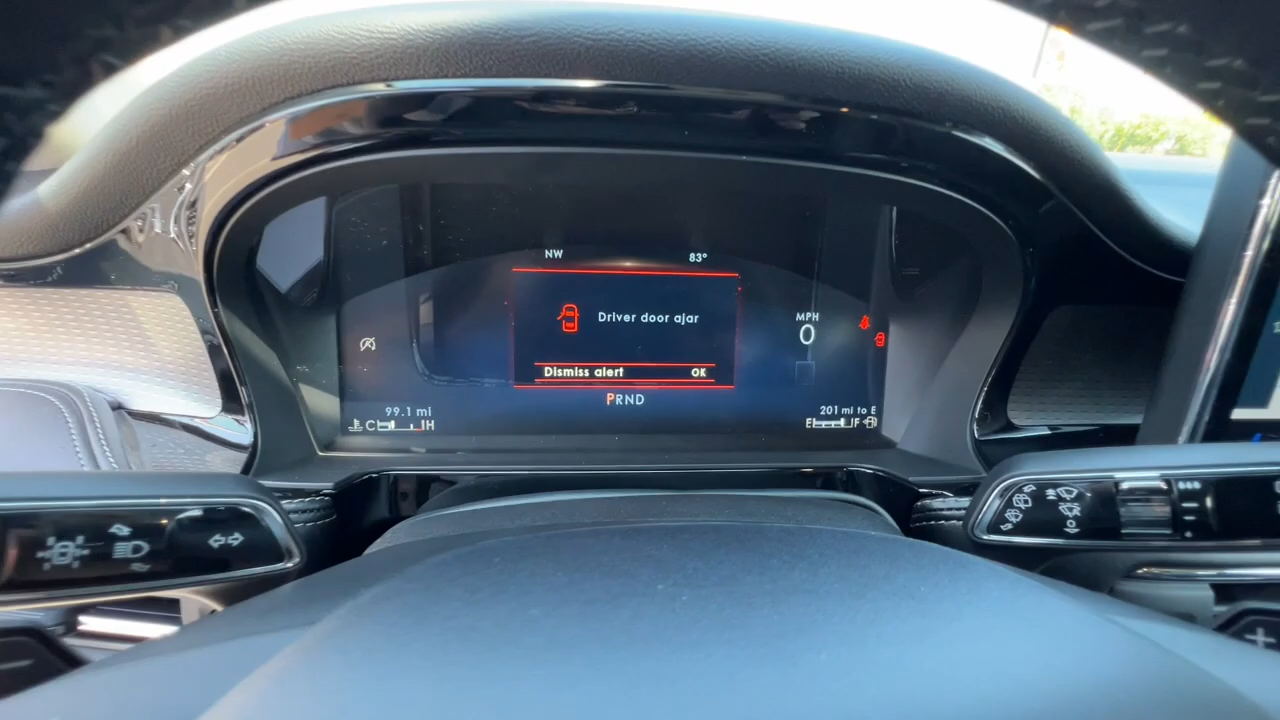 NW 83°
Driver door ajar
MPH
0
Dismiss alert OK
PRND
99.1 mi
201 mi to E
C H
E F